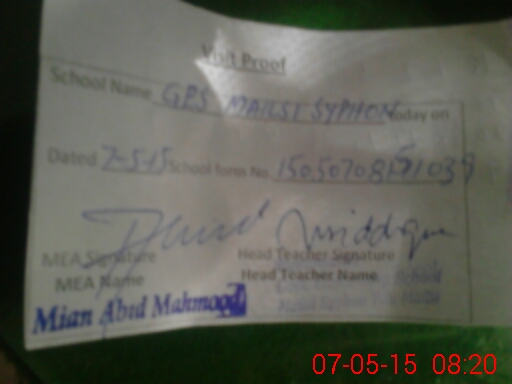 Visit Proof
School Name GPS MAILSI SYPHON today on
Dated 7-5-15 School form No.
MEA Signature Head Teacher Signature
MEA Name Head Teacher Name
Mian Abid Mahmood
07-05-15 08:20